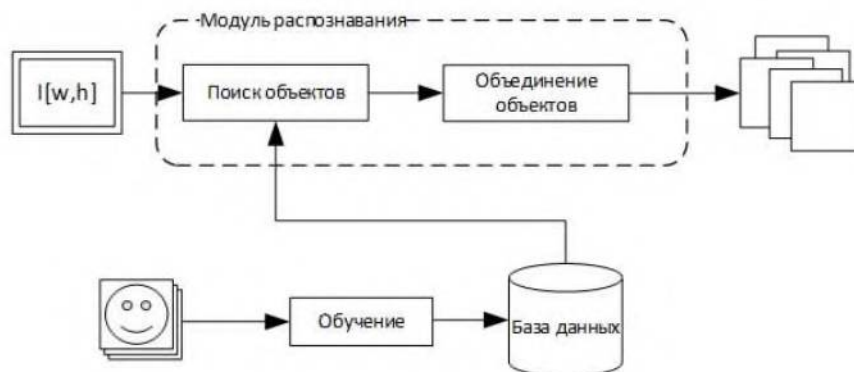 Модуль распознавания
I[w,h]
Поиск объектов
Объединение
объектов
Обучение
База данных